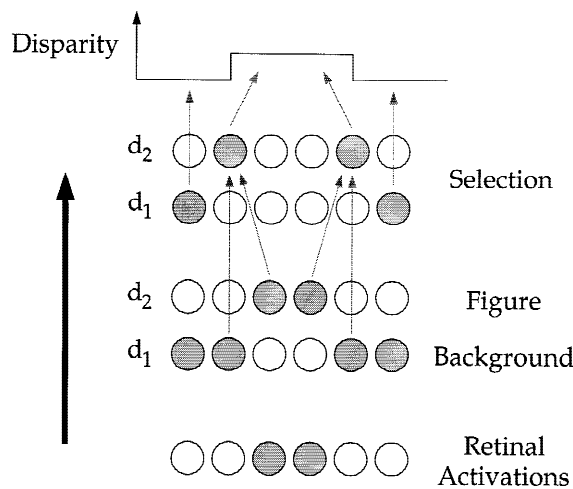 Disparity
d2
Selection
d1
d2
Figure
d1
Background
Retinal
Activations